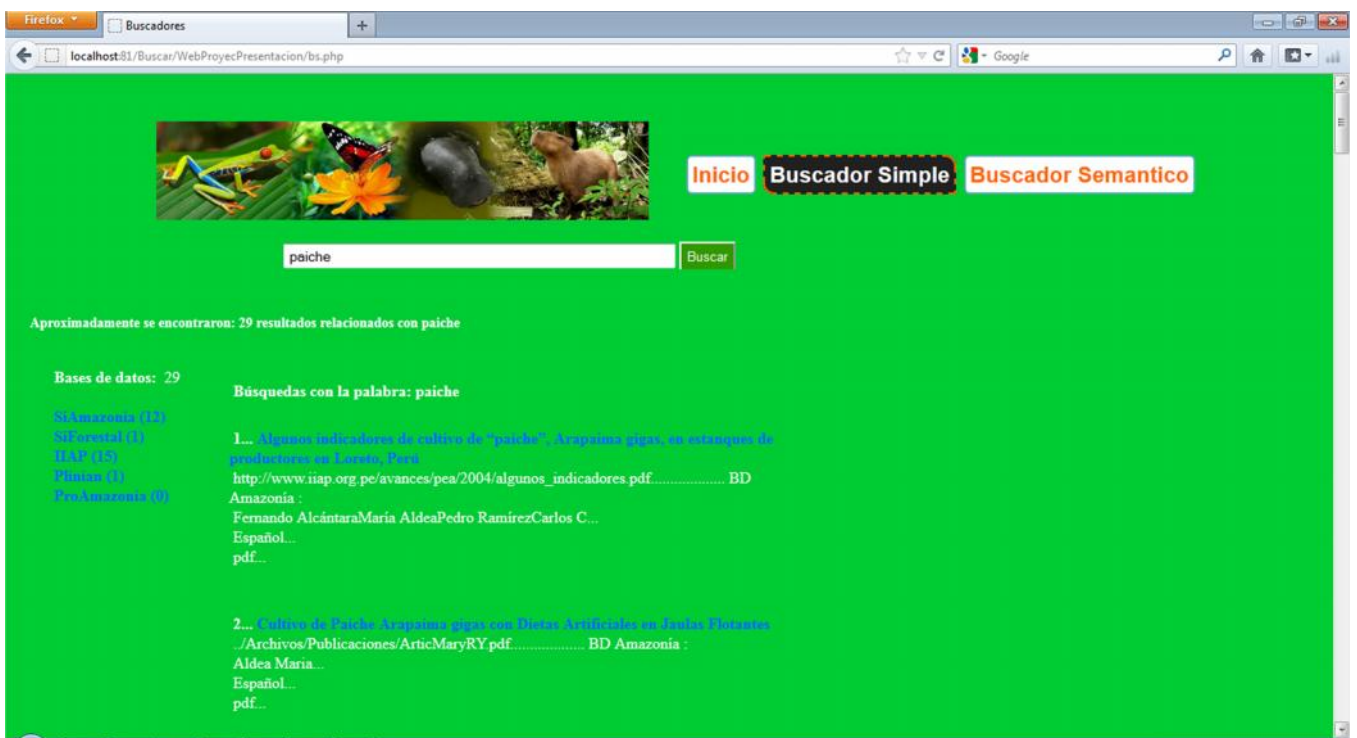 Firefox
Buscadores
+
localhost:81/Buscar/WebProyecPresentacion/bs.php
Google
Inicio
Buscador Simple
Buscador Semantico
paiche
Buscar
Aproximadamente se encontraron: 29 resultados relacionados con paiche
Bases de datos: 29
SiAmazonia (12)
SiForestal (1)
IIAP (15)
Plinian (1)
ProAmazonia (0)
Búsquedas con la palabra: paiche
1... Algunos indicadores de cultivo de “paiche”, Arapaima gigas, en estanques de
productores en Loreto, Perú
http://www.iiap.org.pe/avances/pea/2004/algunos_indicadores.pdf................... BD
Amazonia :
Fernando AlcántaraMaría AldeaPedro RamírezCarlos C...
Español...
pdf...
2... Cultivo de Paiche Arapaima gigas con Dietas Artificiales en Jaulas Flotantes
../Archivos/Publicaciones/ArticMaryRY.pdf................... BD Amazonía :
Aldea Maria...
Español...
pdf...